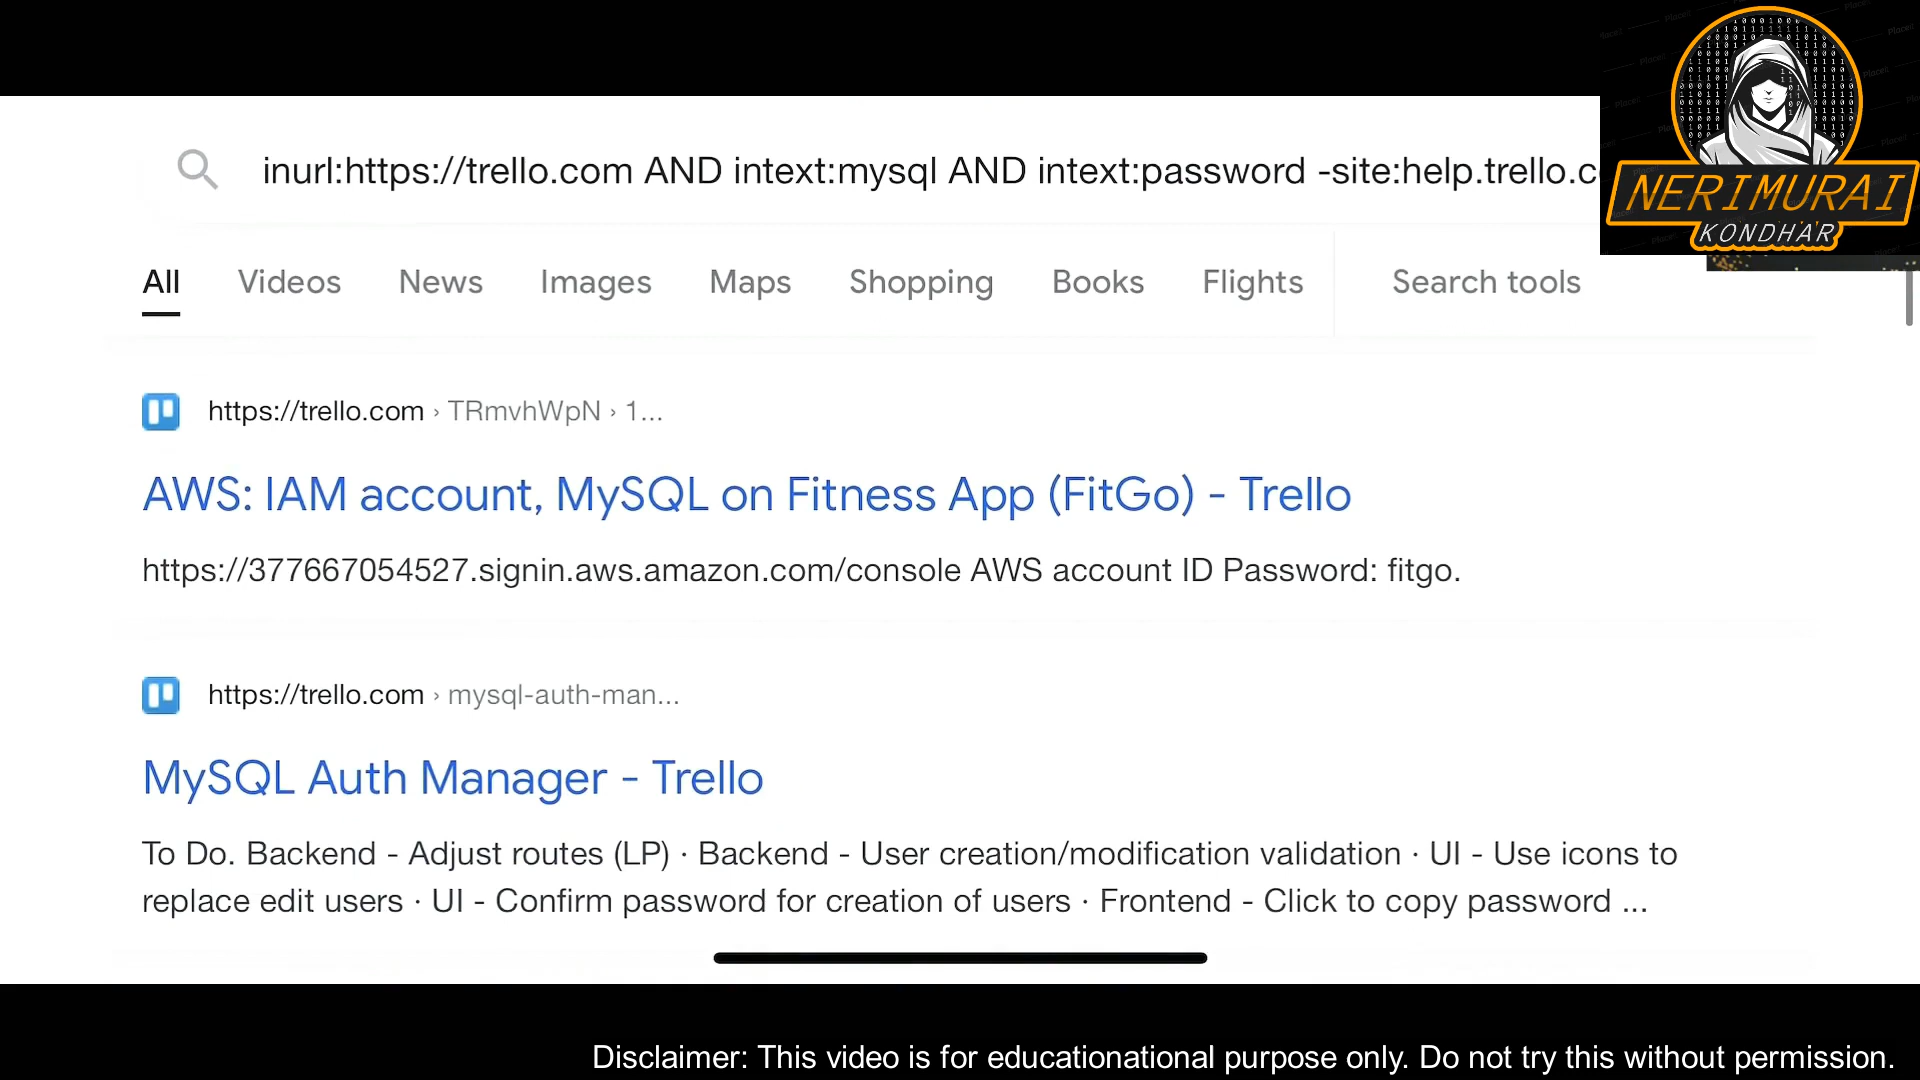 inurl:https://trello.com AND intext:mysql AND intext:password -site:help.trello.c
NERIMURAI
KONDHAR
All Videos News Images Maps Shopping Books Flights Search tools
https://trello.com › TRmvhWpN › 1...
AWS: IAM account, MySQL on Fitness App (FitGo) - Trello
https://377667054527.signin.aws.amazon.com/console AWS account ID Password: fitgo.
https://trello.com › mysql-auth-man...
MySQL Auth Manager - Trello
To Do. Backend - Adjust routes (LP) · Backend - User creation/modification validation · UI - Use icons to
replace edit users · UI - Confirm password for creation of users · Frontend - Click to copy password ...
Disclaimer: This video is for educationational purpose only. Do not try this without permission.